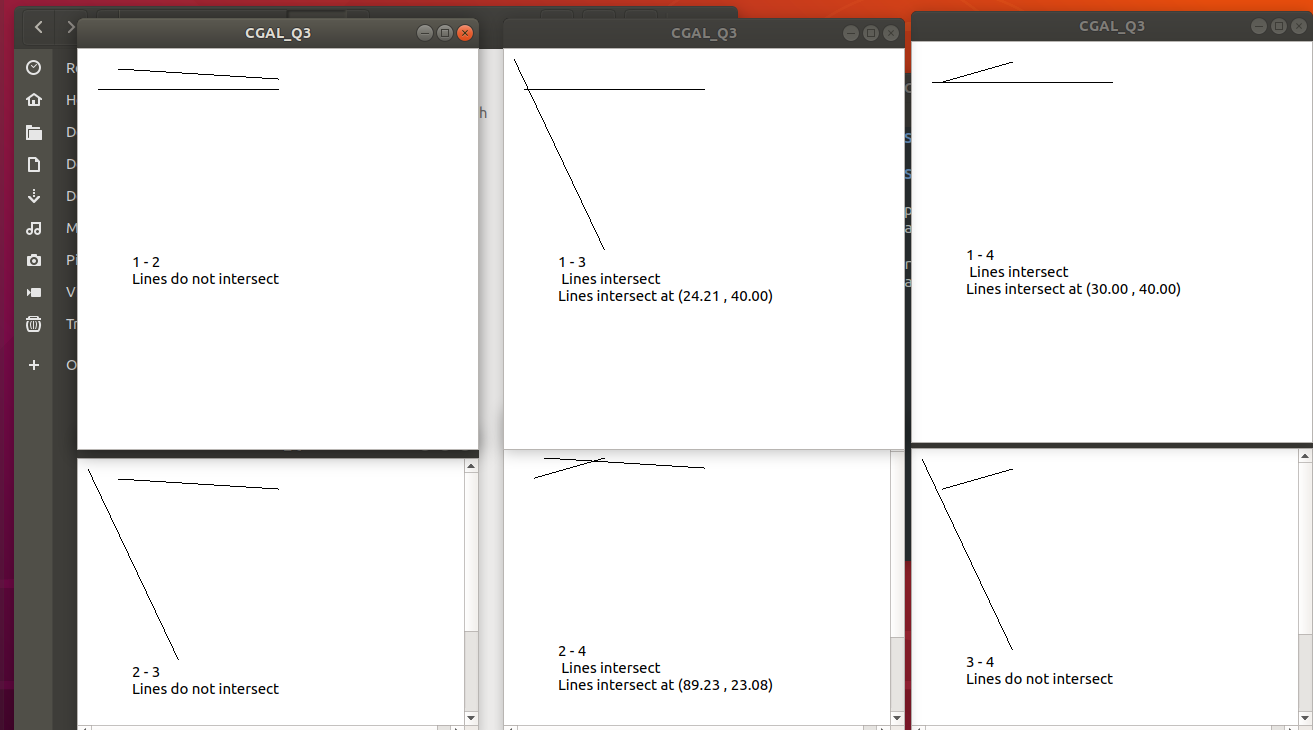 CGAL_Q3
CGAL_Q3
CGAL_Q3
1 - 2
Lines do not intersect
1 - 3
Lines intersect
Lines intersect at (24.21 , 40.00)
1 - 4
Lines intersect
Lines intersect at (30.00 , 40.00)
2 - 3
Lines do not intersect
2 - 4
Lines intersect
Lines intersect at (89.23 , 23.08)
3 - 4
Lines do not intersect